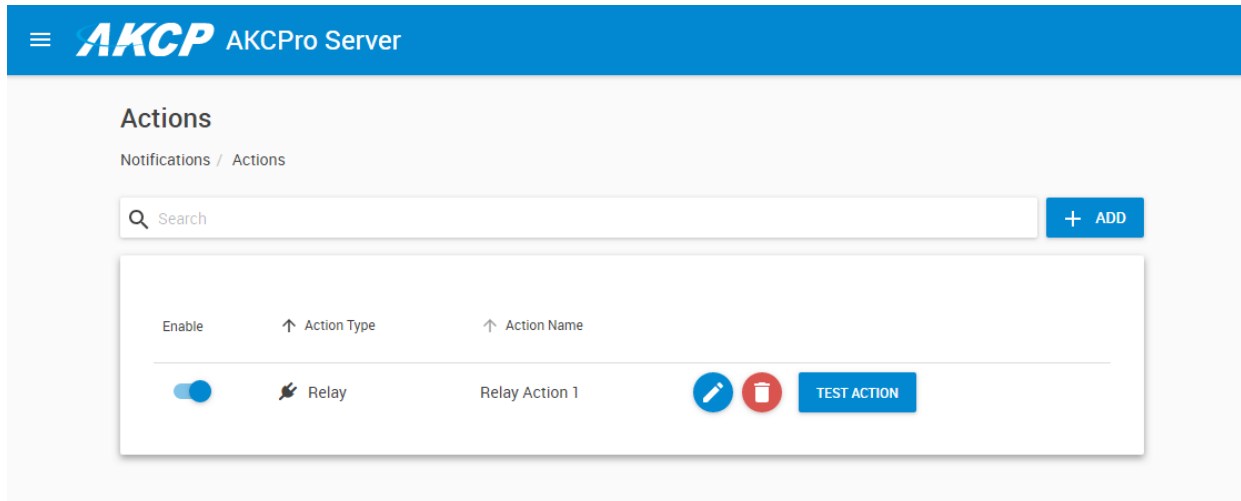 AKCP AKCPro Server
Actions
Notifications / Actions
Search
+ ADD
Enable
Action Type
Action Name
Relay
Relay Action 1
TEST ACTION